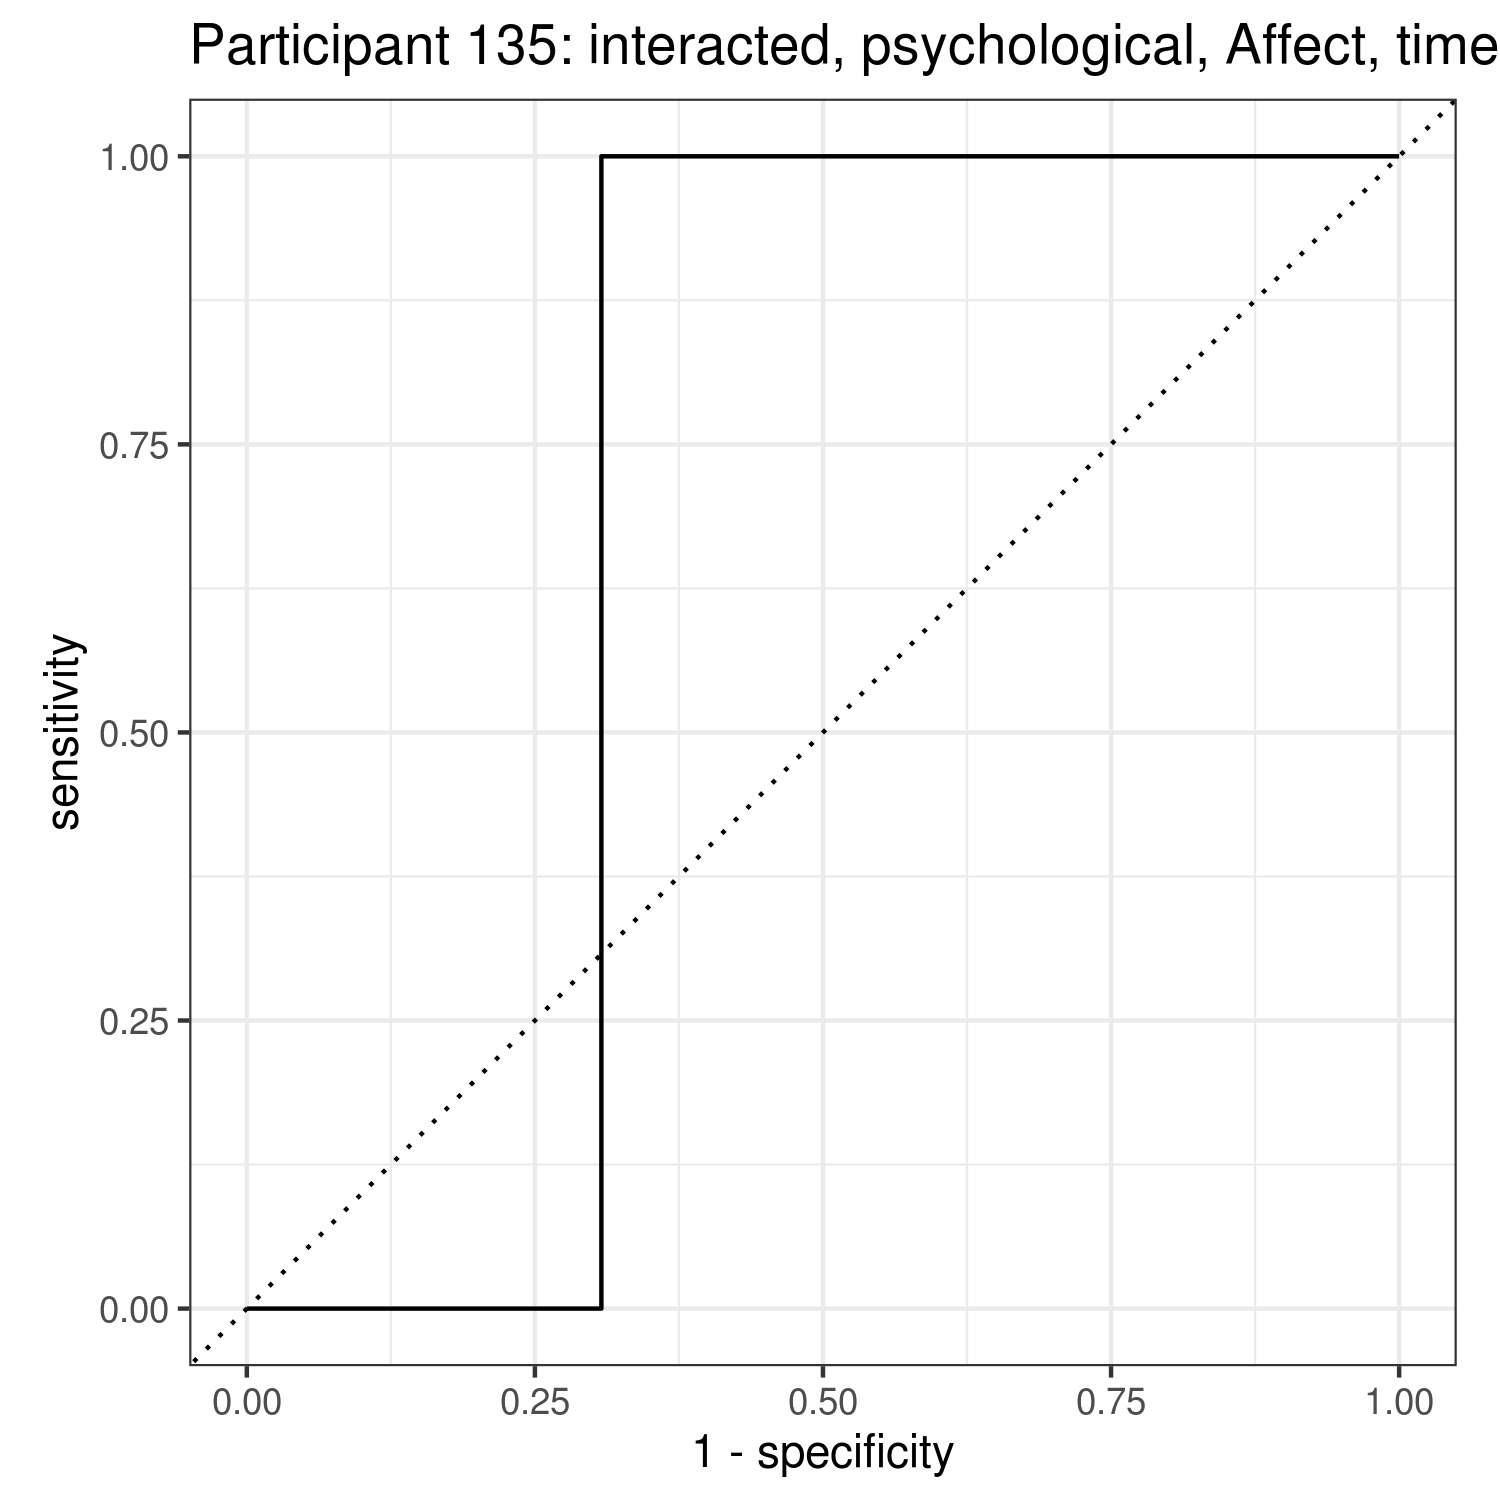 Participant 135: interacted, psychological, Affect, time
1.00
0.75
0.50
0.25
0.00
sensitivity
0.00 0.25 0.50 0.75 1.00
1 - specificity